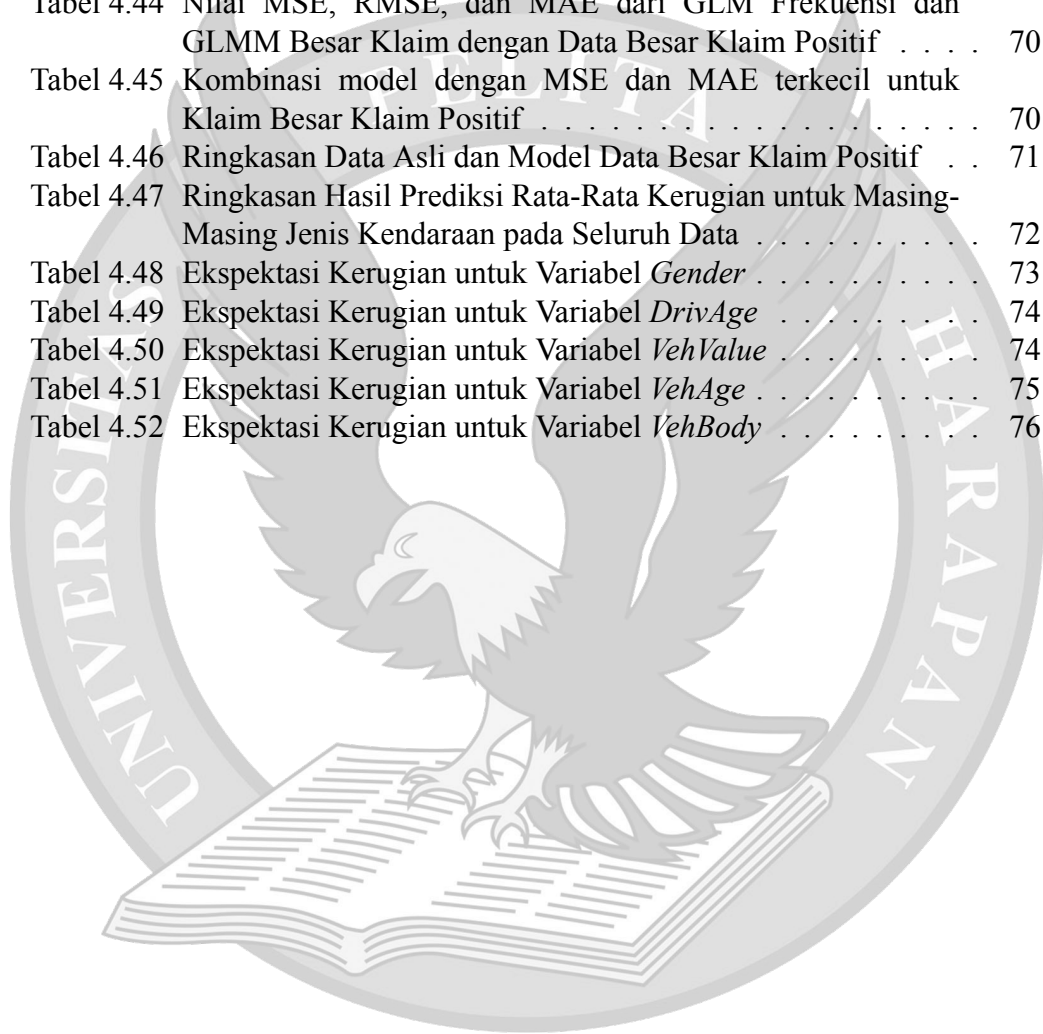 Tabel 4.44 Nilai MSE, RMSE, dan MAE dari GLM Frekuensi dan
GLMM Besar Klaim dengan Data Besar Klaim Positif . . . . 70
Tabel 4.45 Kombinasi model dengan MSE dan MAE terkecil untuk
Klaim Besar Klaim Positif . . . . . . . . . . . . . . . . . . . 70
Tabel 4.46 Ringkasan Data Asli dan Model Data Besar Klaim Positif . . 71
Tabel 4.47 Ringkasan Hasil Prediksi Rata-Rata Kerugian untuk Masing-
Masing Jenis Kendaraan pada Seluruh Data . . . . . . . . . . 72
Tabel 4.48 Ekspektasi Kerugian untuk Variabel Gender . . . . . . . . . . 73
Tabel 4.49 Ekspektasi Kerugian untuk Variabel DrivAge . . . . . . . . . 74
Tabel 4.50 Ekspektasi Kerugian untuk Variabel VehValue . . . . . . . . . 74
Tabel 4.51 Ekspektasi Kerugian untuk Variabel VehAge . . . . . . . . . . 75
Tabel 4.52 Ekspektasi Kerugian untuk Variabel VehBody . . . . . . . . . 76
UNIVERSITAS PELITA HARAPAN